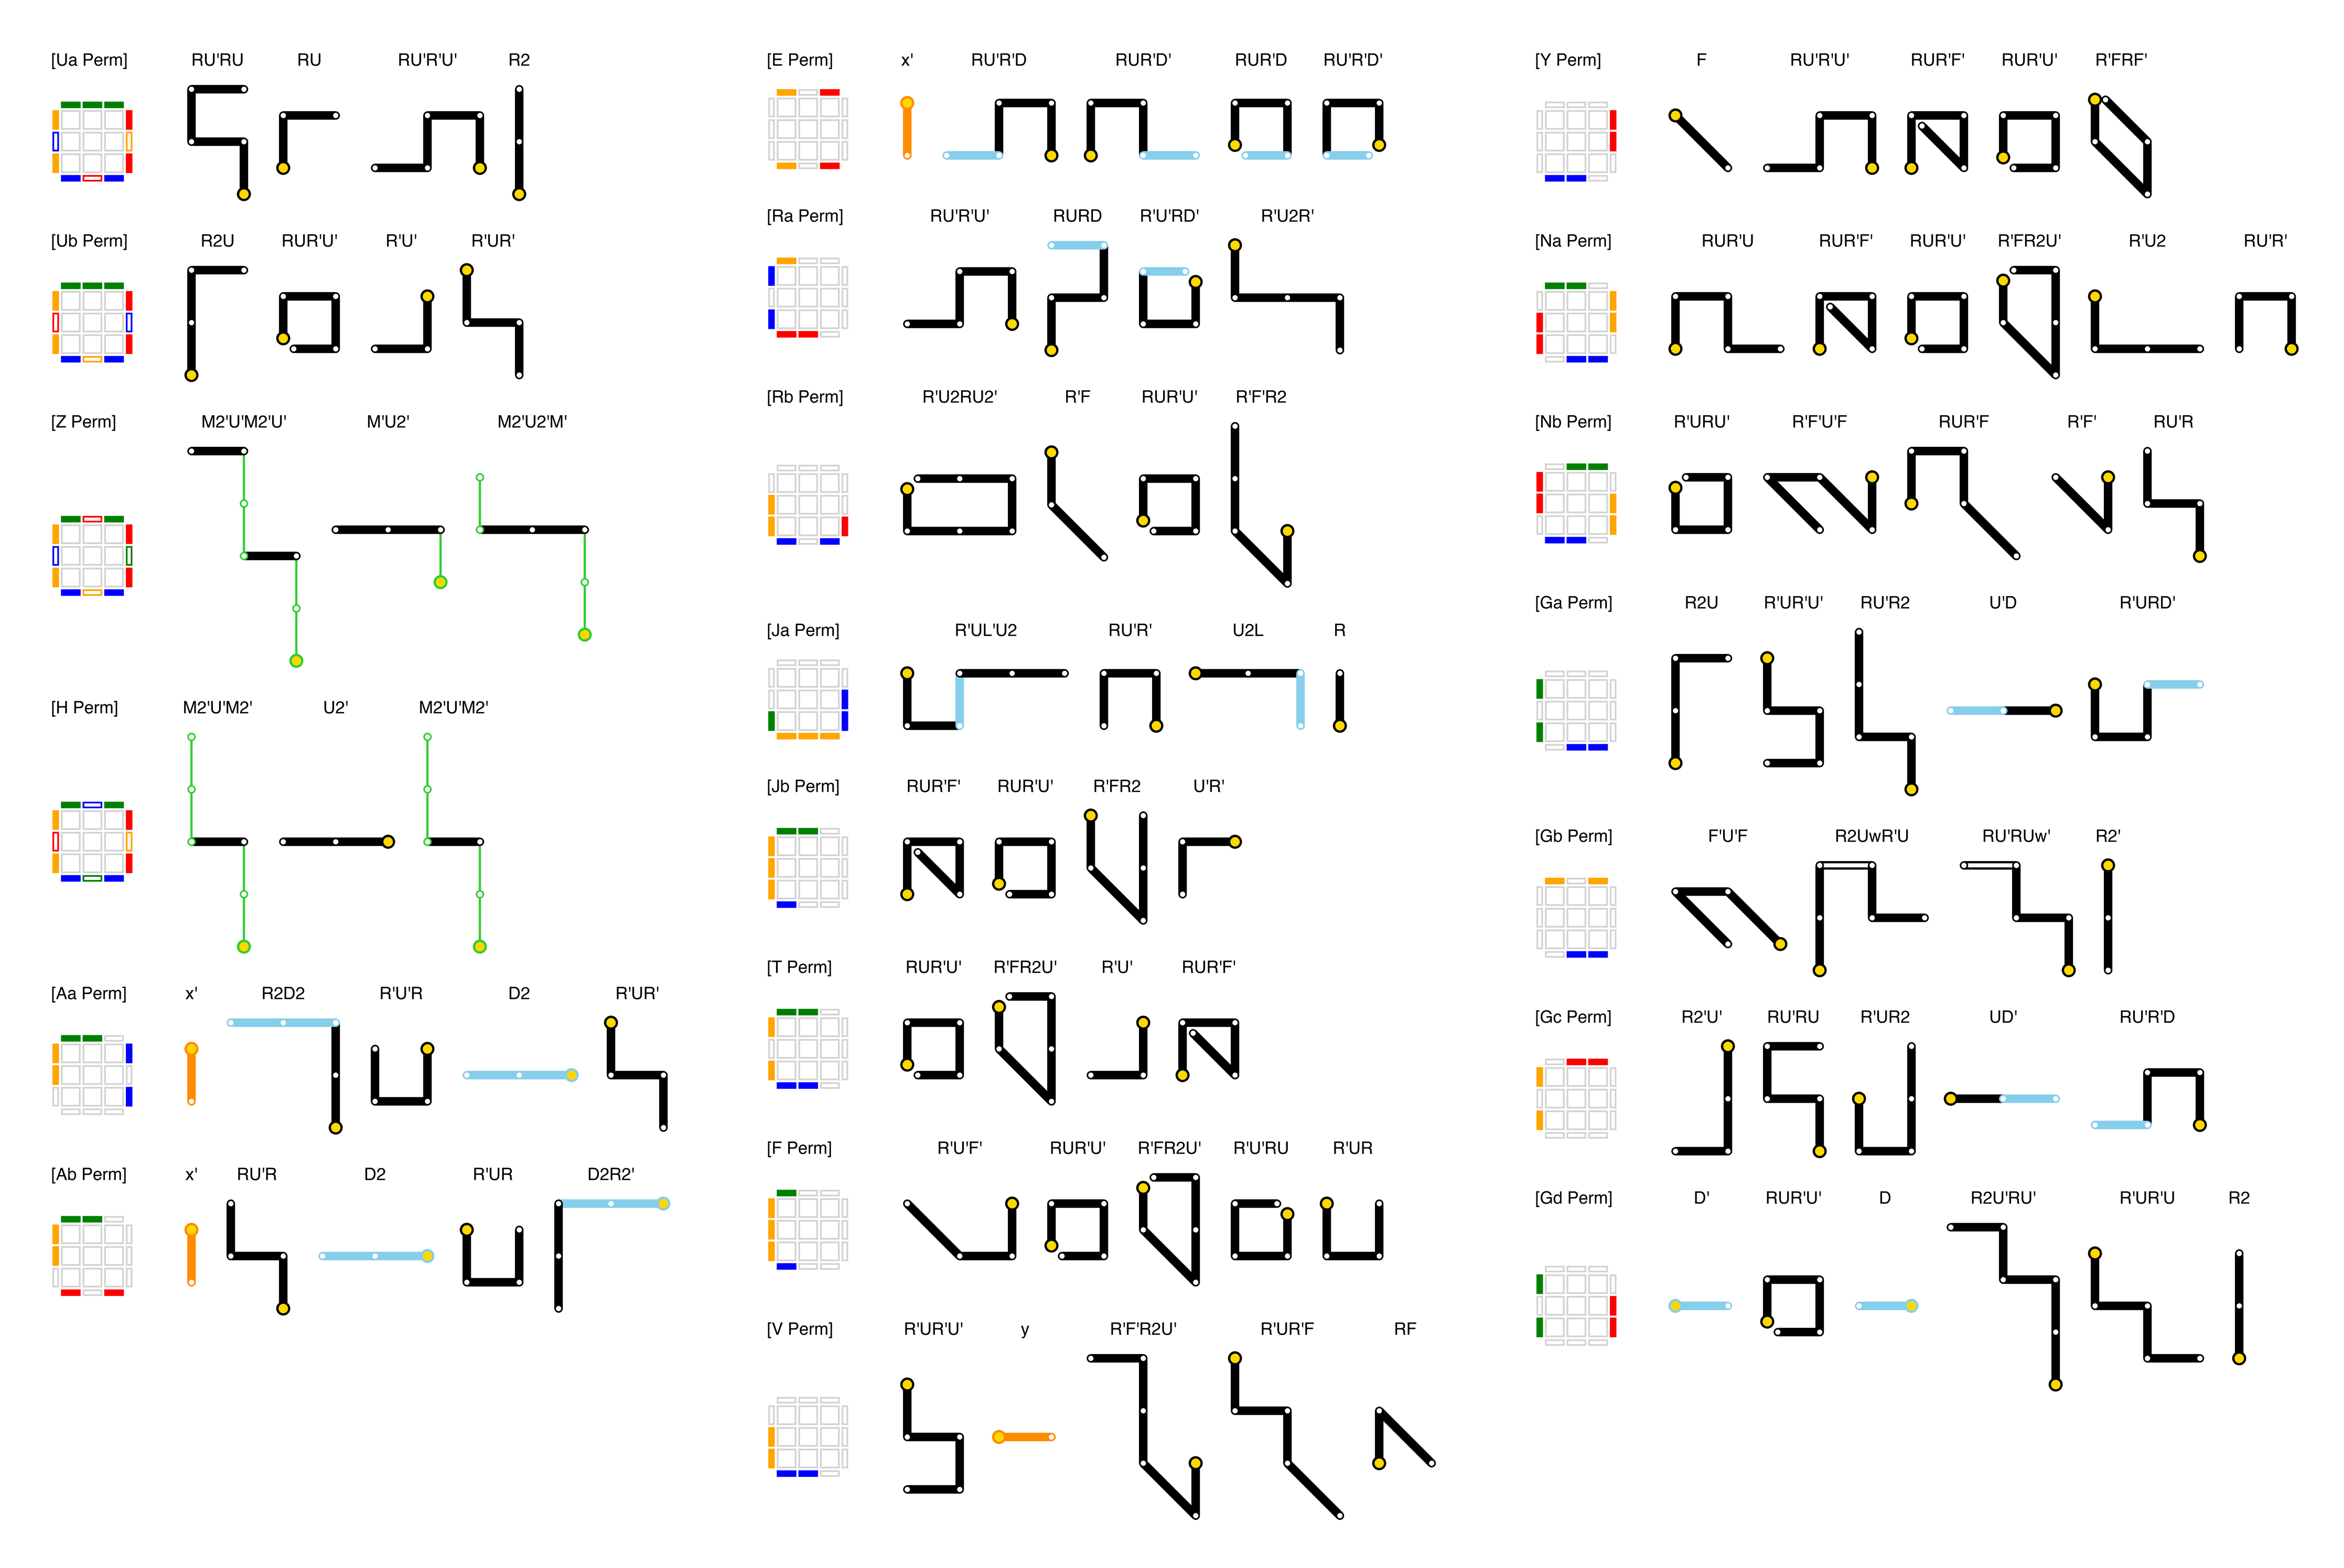 [Ua Perm] RU'RU RU RU'R'U' R2
[Ub Perm] R2U RUR'U' R'U' R'UR'
[Z Perm] M2'U'M2'U' M'U2' M2'U2'M'
[H Perm] M2'U'M2' U2' M2'U'M2'
[Aa Perm] x' R2D2 R'U'R D2 R'UR'
[Ab Perm] x' RU'R D2 R'UR D2R2'
[E Perm] x' RU'R'D RUR'D' RUR'D RU'R'D'
[Ra Perm] RU'R'U' RURD R'U'RD' R'U2R'
[Rb Perm] R'U2RU2' R'F RUR'U' R'F'R2
[Ja Perm] R'UL'U2 RU'R' U2L R
[Jb Perm] RUR'F' RUR'U' R'FR2 U'R'
[T Perm] RUR'U' R'FR2U' R'U' RUR'F'
[F Perm] R'U'F' RUR'U' R'FR2U' R'U'RU R'UR
[V Perm] R'UR'U' y R'F'R2U' R'UR'F RF
[Y Perm] F RU'R'U' RUR'F' RUR'U' R'FRF'
[Na Perm] RUR'U RUR'F' RUR'U' R'FR2U' R'U2 RU'R'
[Nb Perm] R'URU' R'F'U'F RUR'F R'F' RU'R
[Ga Perm] R2U R'UR'U' RU'R2 U'D R'URD'
[Gb Perm] F'U'F R2UwR'U RU'RUw' R2'
[Gc Perm] R2'U' RU'RU R'UR2 UD' RU'R'D
[Gd Perm] D' RUR'U' D R2U'RU' R'UR'U R2